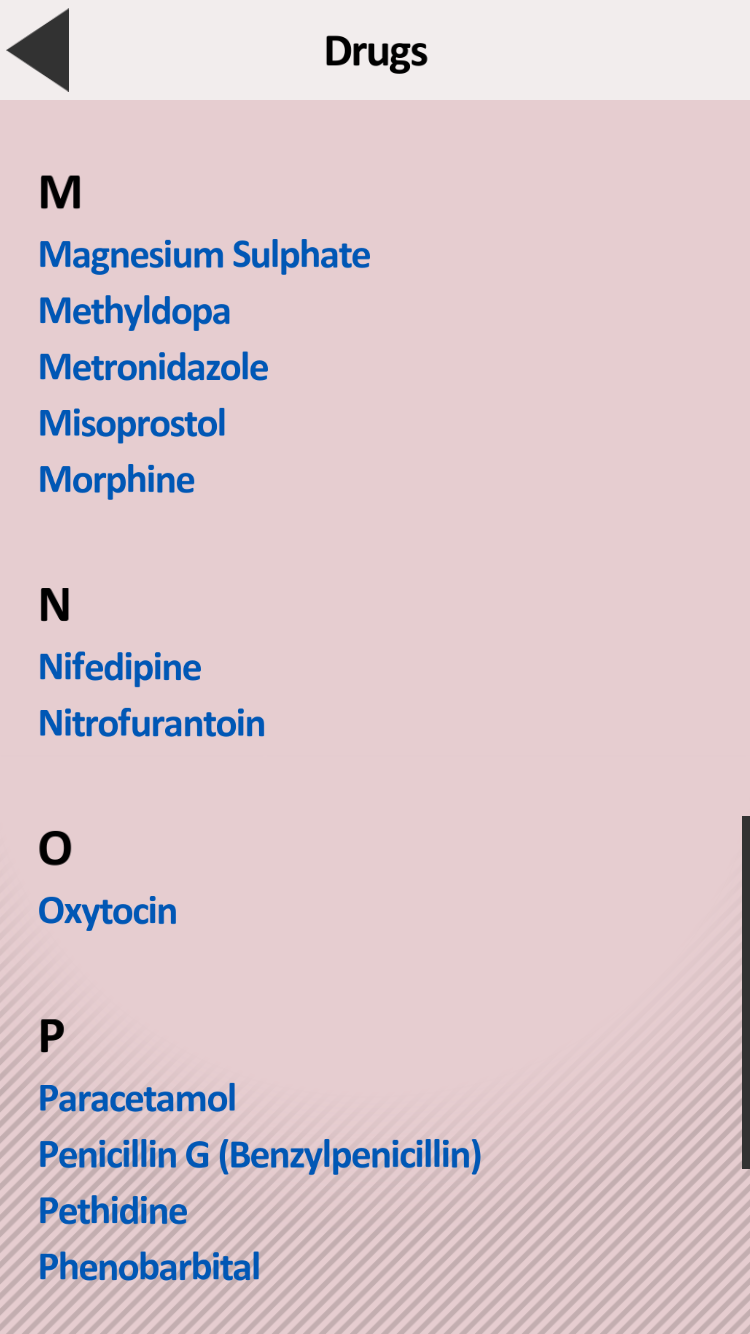 Drugs
M
Magnesium Sulphate
Methyldopa
Metronidazole
Misoprostol
Morphine
N
Nifedipine
Nitrofurantoin
O
Oxytocin
P
Paracetamol
Penicillin G (Benzylpenicillin)
Pethidine
Phenobarbital